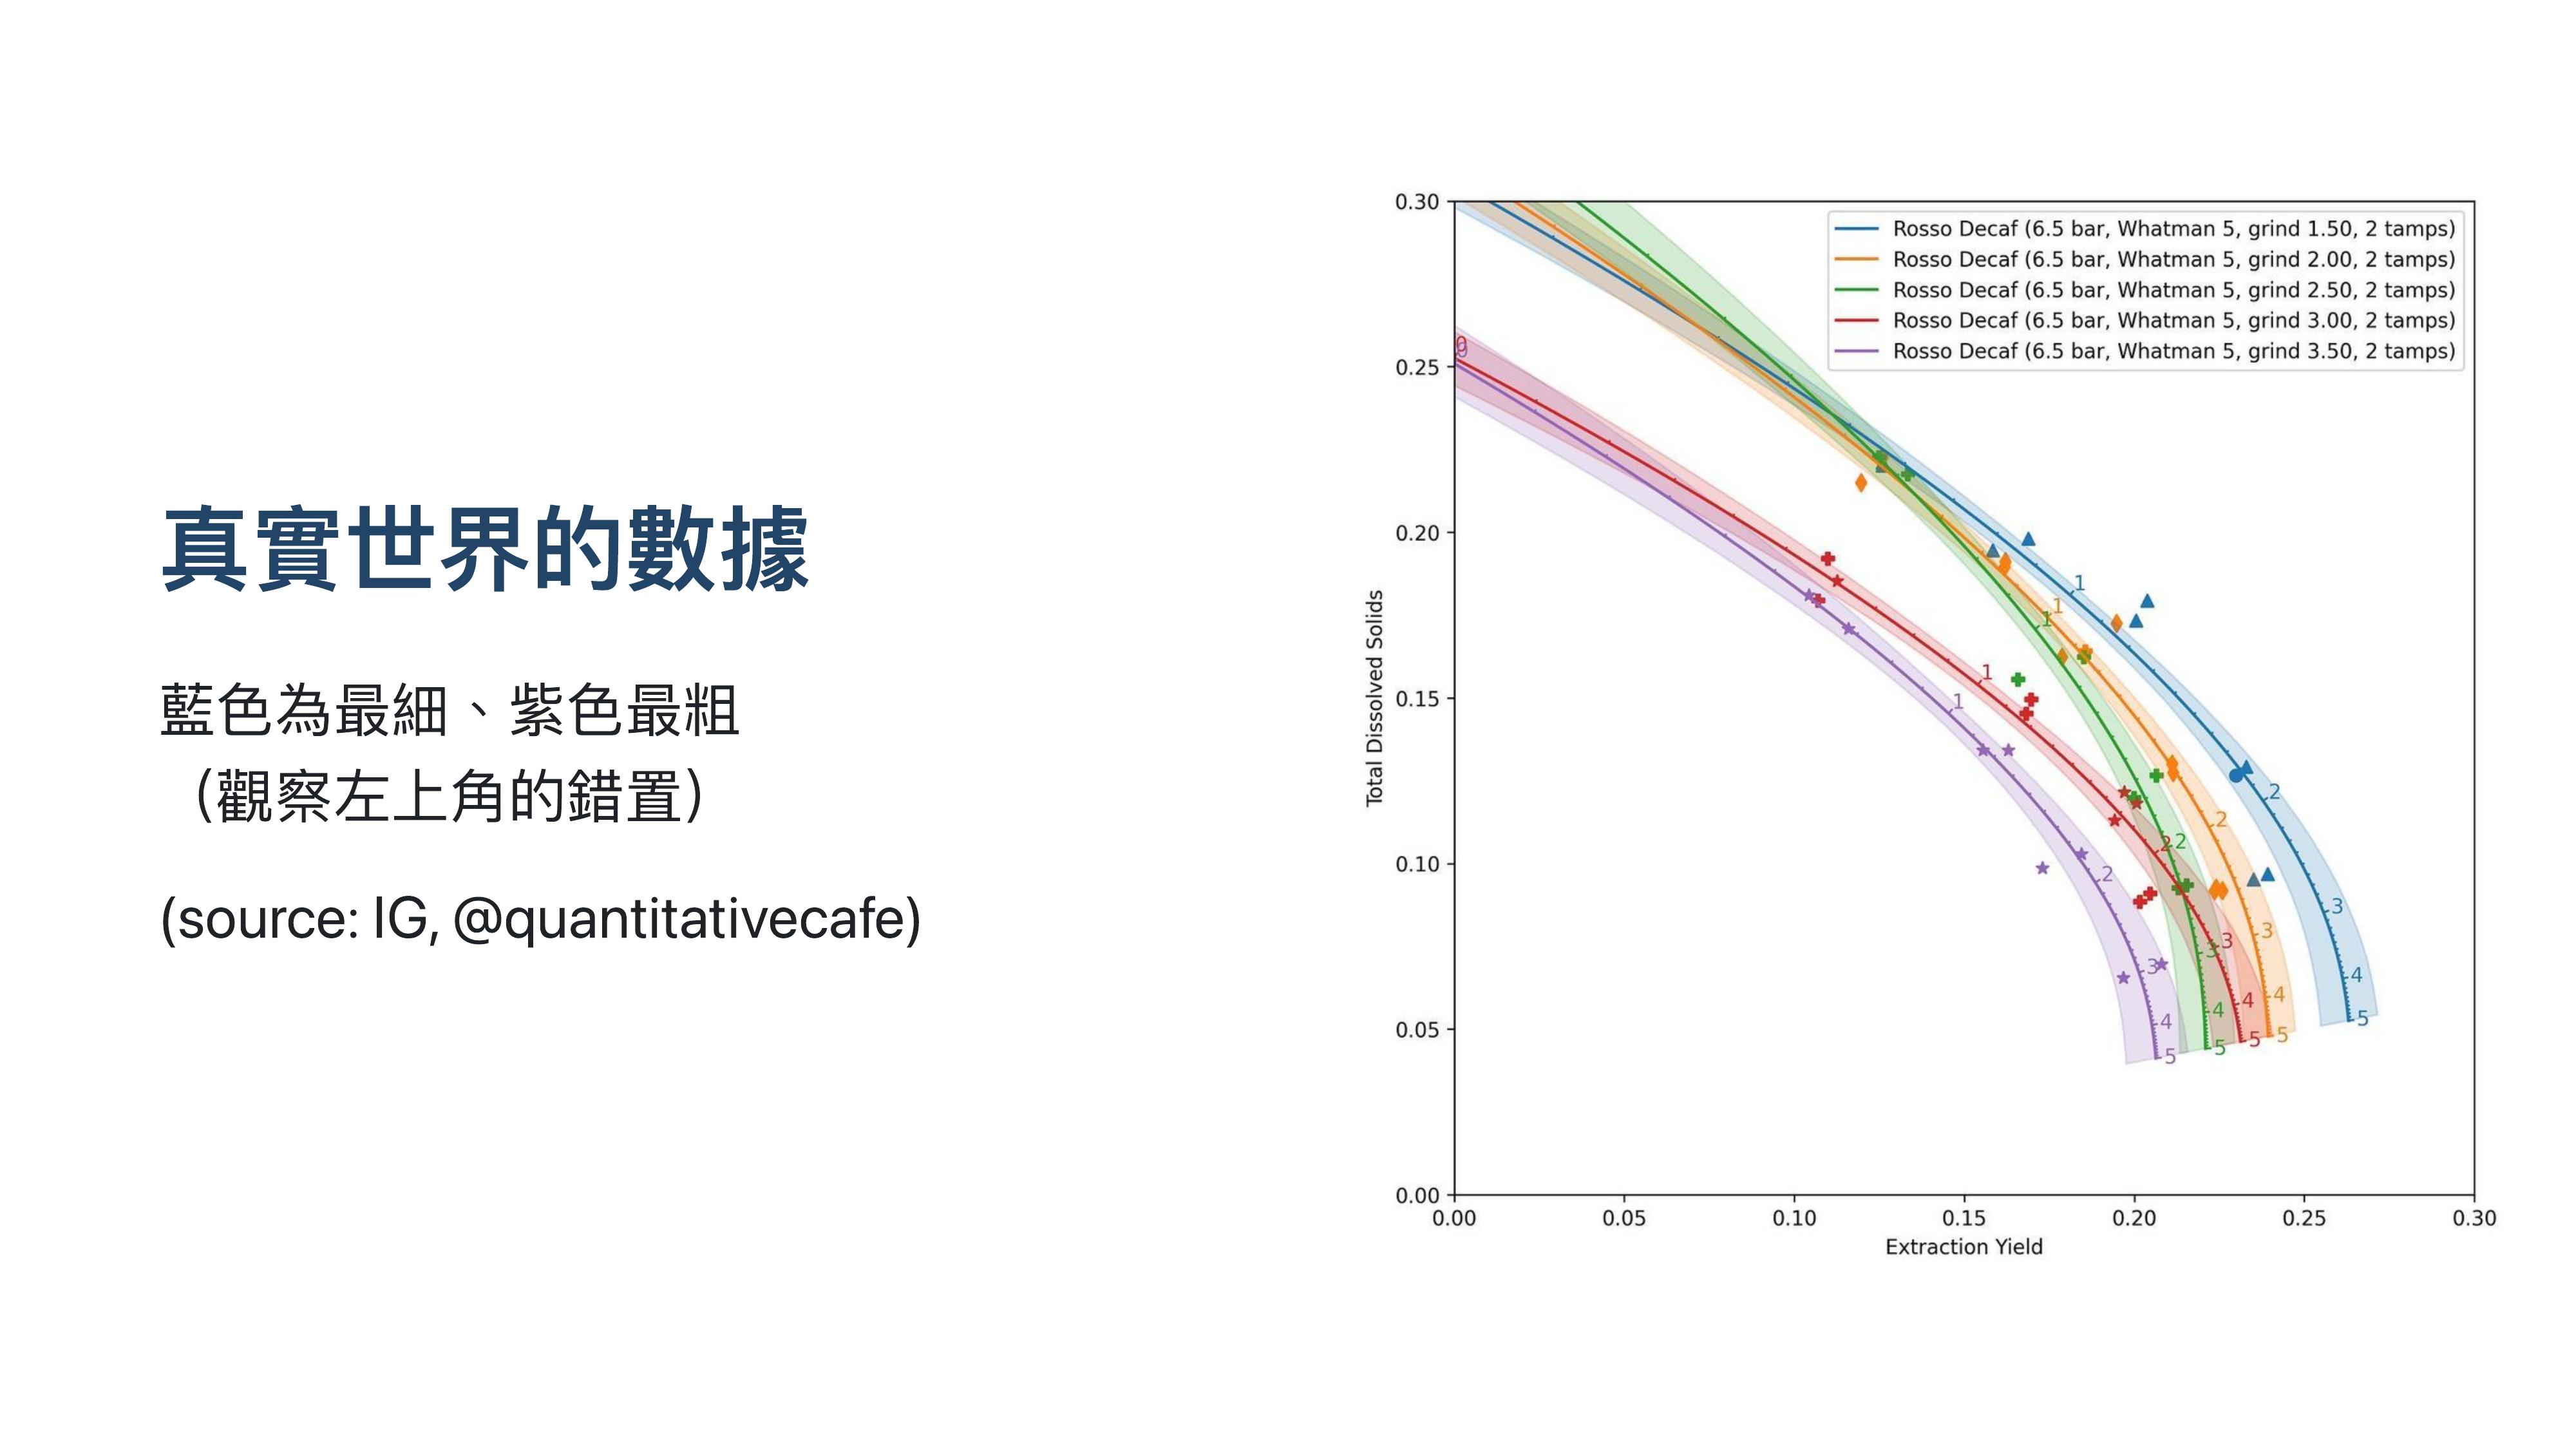 真實世界的數據
藍色為最細、紫色最粗
（觀察左上角的錯置）
(source: IG, @quantitativecafe)
Rosso Decaf (6.5 bar, Whatman 5, grind 1.50, 2 tamps)
Rosso Decaf (6.5 bar, Whatman 5, grind 2.00, 2 tamps)
Rosso Decaf (6.5 bar, Whatman 5, grind 2.50, 2 tamps)
Rosso Decaf (6.5 bar, Whatman 5, grind 3.00, 2 tamps)
Rosso Decaf (6.5 bar, Whatman 5, grind 3.50, 2 tamps)
Total Dissolved Solids
0.30
0.25
0.20
0.15
0.10
0.05
0.00
0 0
1 1 1 1 1
2 2 2 2 2
3 3 3 3 3
4 4 4 4 4
5 5 5 5 5
0.00 0.05 0.10 0.15 0.20 0.25 0.30
Extraction Yield